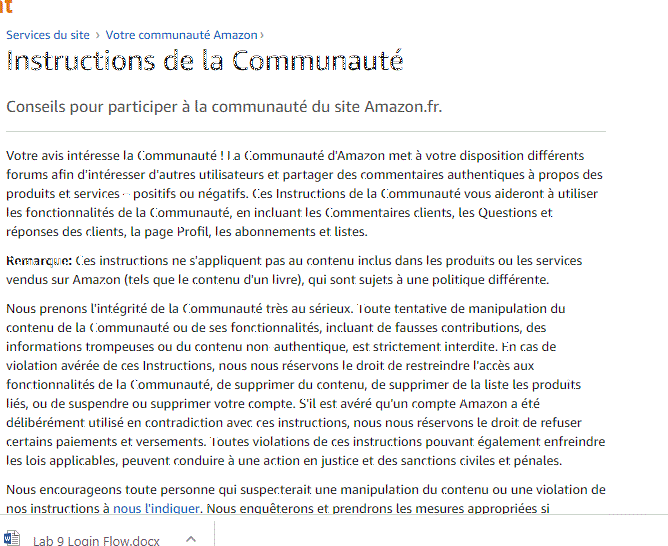 nt
Services du site › Votre communauté Amazon ›
Instructions de la Communauté
Conseils pour participer à la communauté du site Amazon.fr.
Votre avis intéresse la Communauté ! La Communauté d'Amazon met à votre disposition différents
forums afin d'intéresser d'autres utilisateurs et partager des commentaires authentiques à propos des
produits et services - positifs ou négatifs. Ces Instructions de la Communauté vous aideront à utiliser
les fonctionnalités de la Communauté, en incluant les Commentaires clients, les Questions et
réponses des clients, la page Profil, les abonnements et listes.
Remarque: Ces instructions ne s'appliquent pas au contenu inclus dans les produits ou les services
vendus sur Amazon (tels que le contenu d'un livre), qui sont sujets à une politique différente.
Nous prenons l'intégrité de la Communauté très au sérieux. Toute tentative de manipulation du
contenu de la Communauté ou de ses fonctionnalités, incluant de fausses contributions, des
informations trompeuses ou du contenu non-authentique, est strictement interdite. En cas de
violation avérée de ces Instructions, nous nous réservons le droit de restreindre l'accès aux
fonctionnalités de la Communauté, de supprimer du contenu, de supprimer de la liste les produits
liés, ou de suspendre ou supprimer votre compte. S'il est avéré qu'un compte Amazon a été
délibérément utilisé en contradiction avec ces instructions, nous nous réservons le droit de refuser
certains paiements et versements. Toutes violations de ces instructions pouvant également enfreindre
les lois applicables, peuvent conduire à une action en justice et des sanctions civiles et pénales.
Nous encourageons toute personne qui suspecterait une manipulation du contenu ou une violation de
nos instructions à nous l'indiquer. Nous enquêterons et prendrons les mesures appropriées si
Lab 9 Login Flow.docx